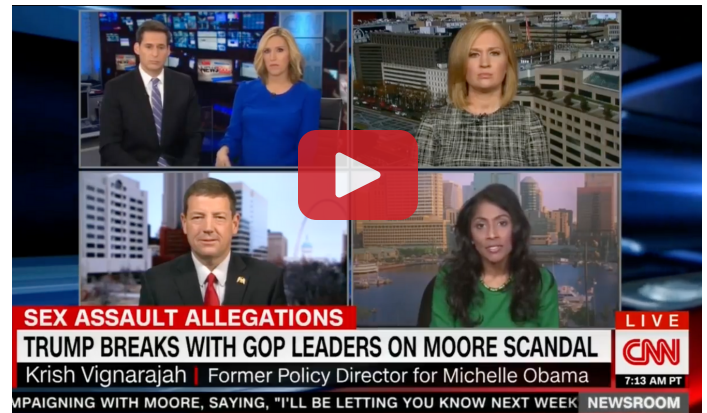 SEX ASSAULT ALLEGATIONS
TRUMP BREAKS WITH GOP LEADERS ON MOORE SCANDAL
Krish Vignarajah | Former Policy Director for Michelle Obama
LIVE
CNN
7:13 AM PT
MPAIGNING WITH MOORE, SAYING, "I'LL BE LETTING YOU KNOW NEXT WEEK
NEWSROOM